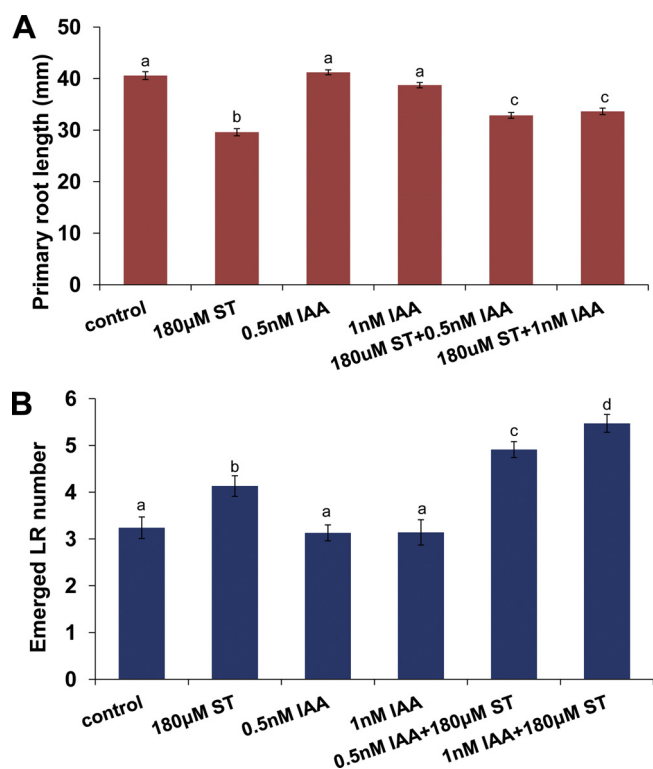 A
Primary root length (mm)
50
40
30
20
10
0
a
b
a
a
c
c
control
180µM ST
0.5nM IAA
1nM IAA
180uM ST+0.5nM IAA
180uM ST+1nM IAA
B
Emerged LR number
6
5
4
3
2
1
0
a
b
a
a
c
d
control
180µM ST
0.5nM IAA
1nM IAA
0.5nM IAA+180µM ST
1nM IAA+180µM ST